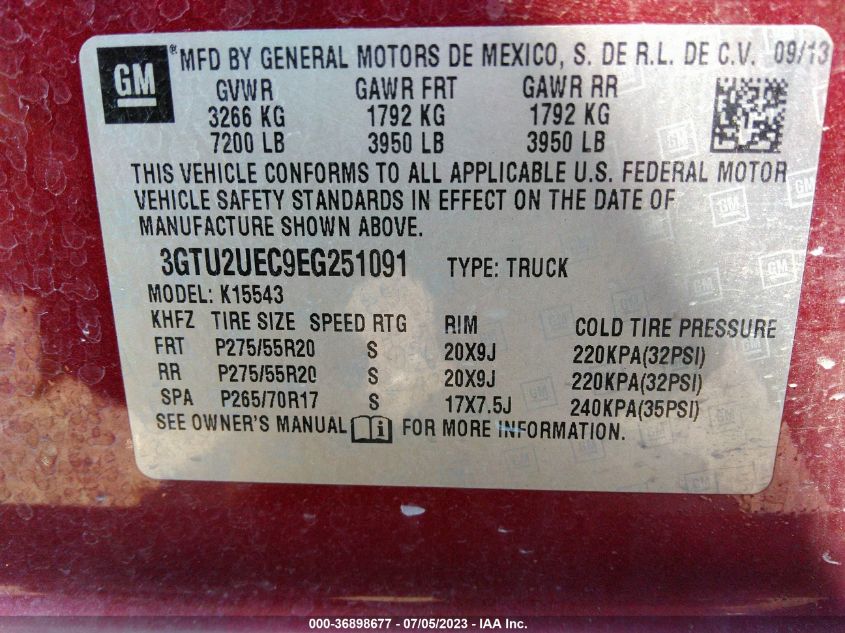 GM ® MFD BY GENERAL MOTORS DE MEXICO, S. DE R.L. DE C.V. 09/13
GVWR GAWR FRT GAWR RR
3266 KG 1792 KG 1792 KG
7200 LB 3950 LB 3950 LB
THIS VEHICLE CONFORMS TO ALL APPLICABLE U.S. FEDERAL MOTOR
VEHICLE SAFETY STANDARDS IN EFFECT ON THE DATE OF
MANUFACTURE SHOWN ABOVE.
3GTU2UEC9EG251091 TYPE: TRUCK
MODEL: K15543
KHFZ TIRE SIZE SPEED RTG RIM COLD TIRE PRESSURE
FRT P275/55R20 S 20X9J 220KPA(32PSI)
RR P275/55R20 S 20X9J 220KPA(32PSI)
SPA P265/70R17 S 17X7.5J 240KPA(35PSI)
SEE OWNER'S MANUAL i FOR MORE INFORMATION.
000-36898677 / 07/05/2023 - IAA Inc.